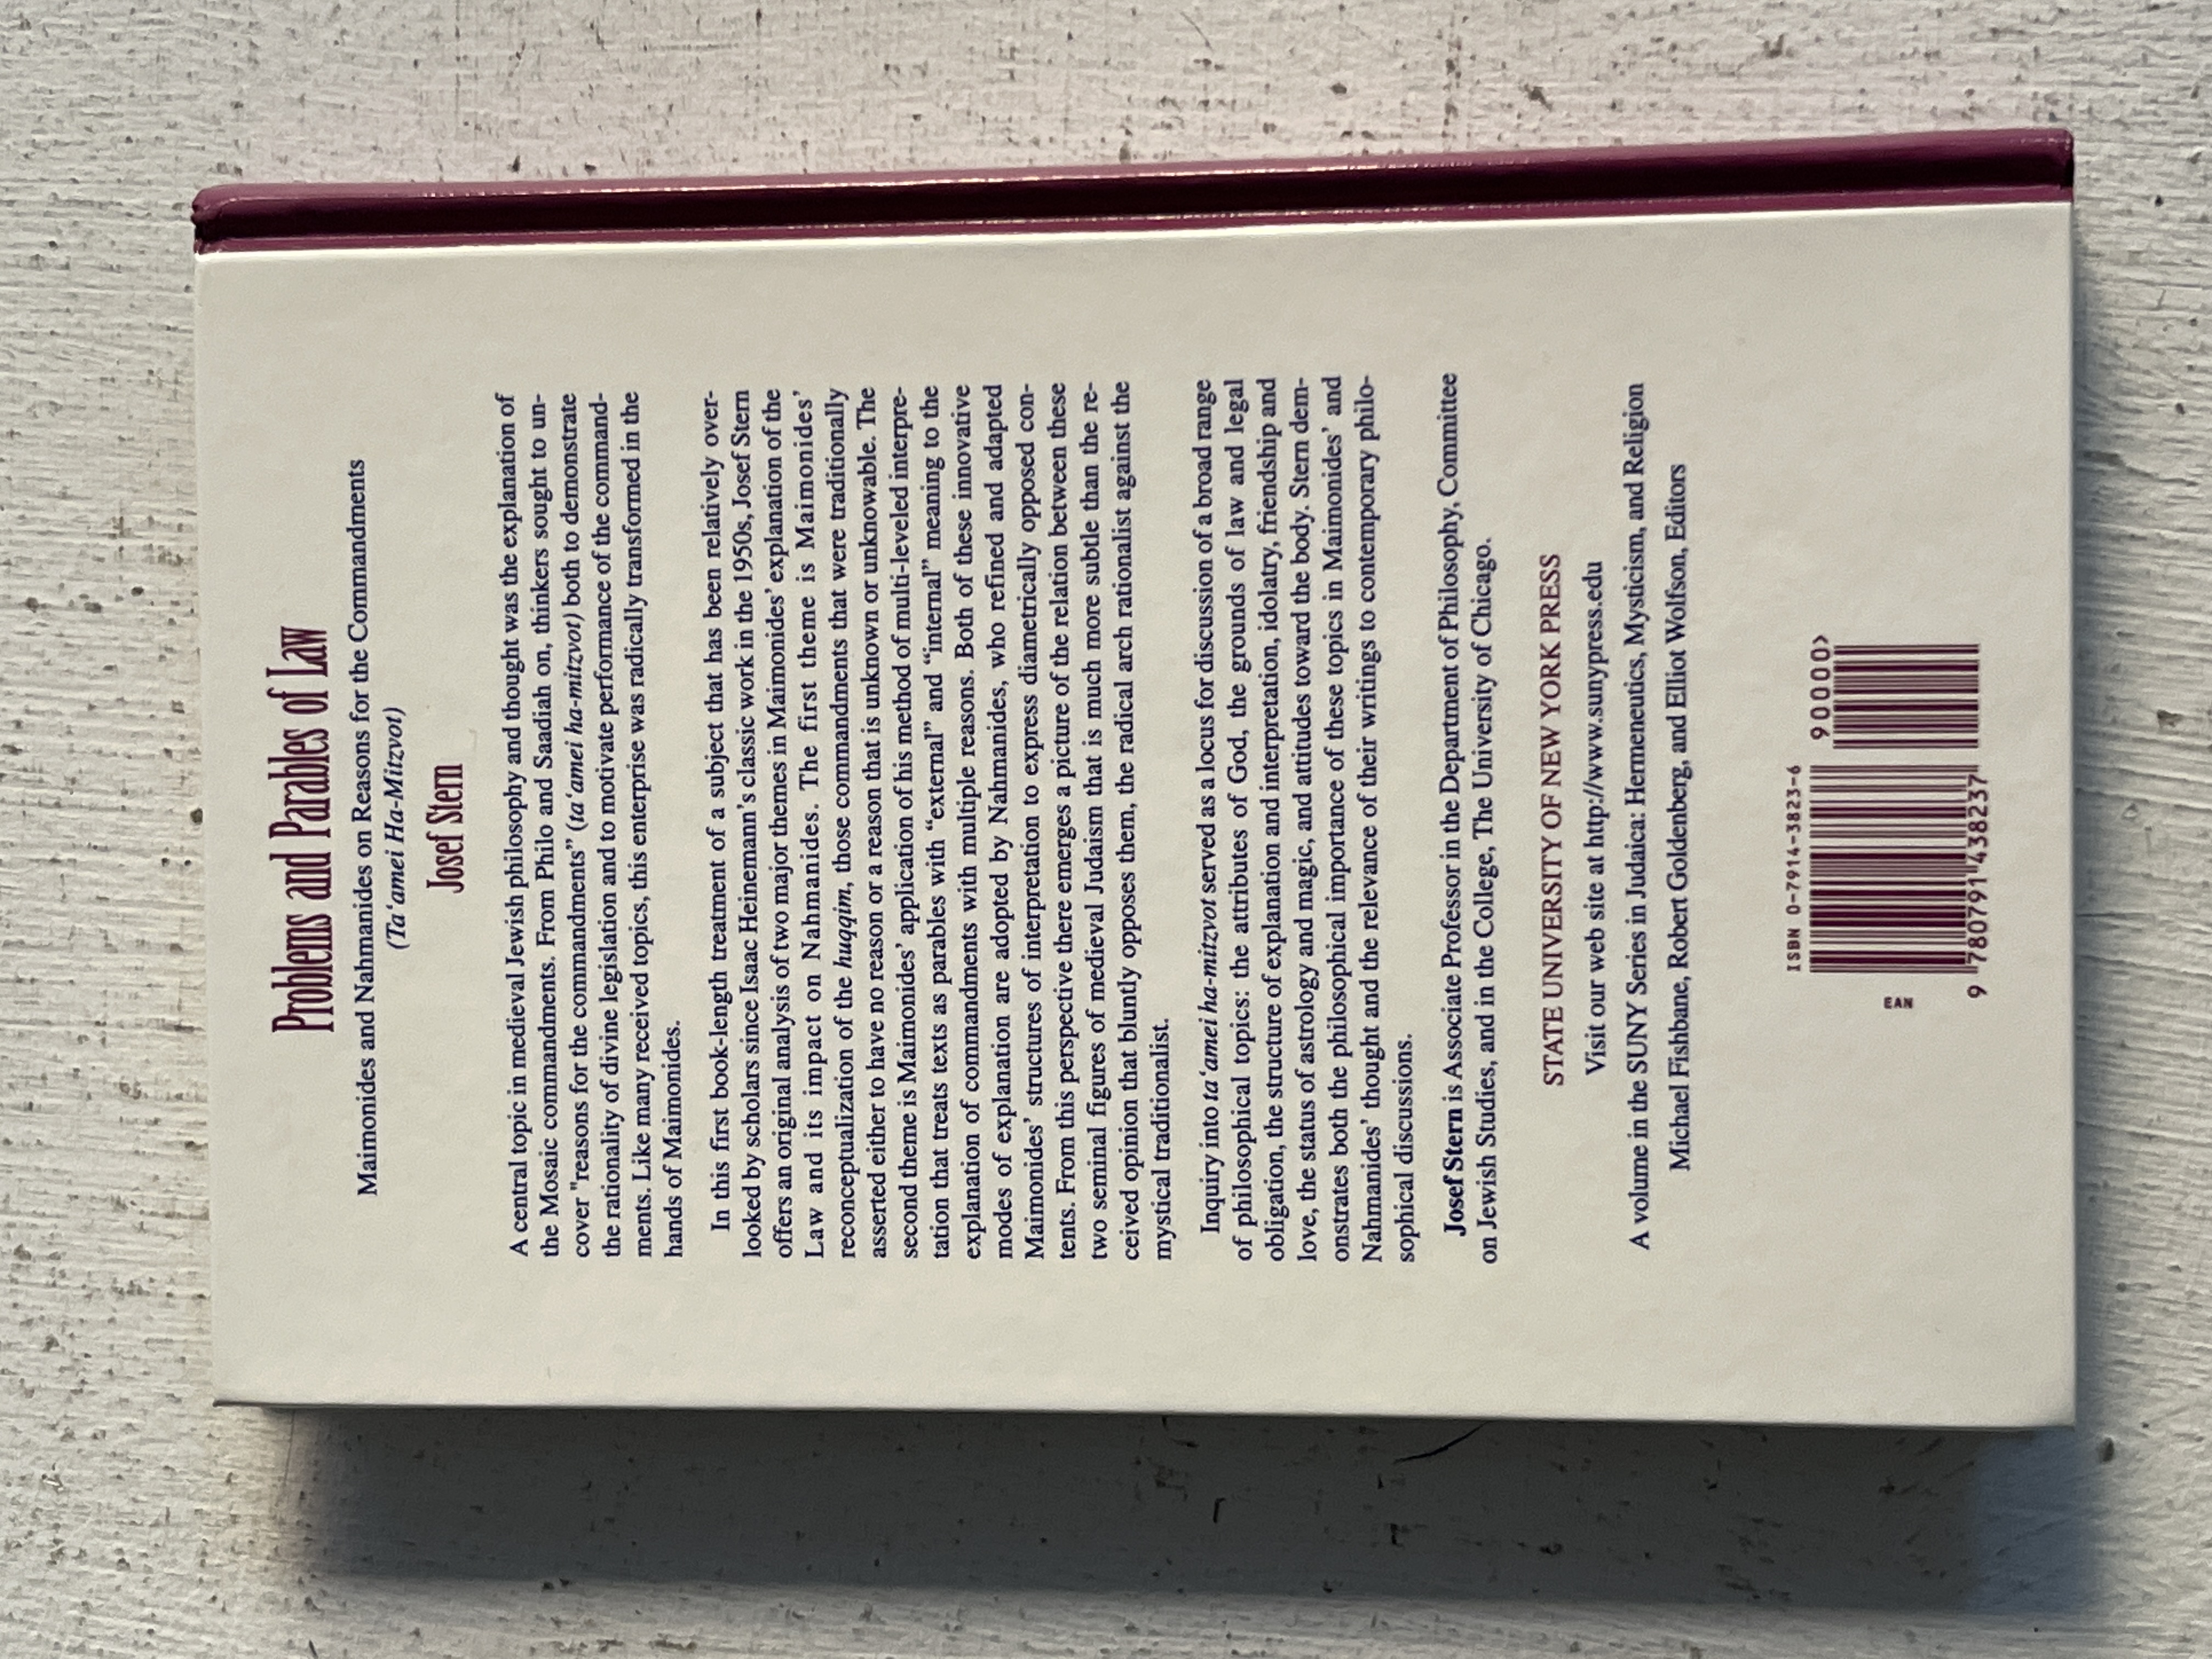 Problems and Parables of Law
Maimonides and Nahmanides on Reasons for the Commandments
(Ta‘amei Ha-Mitzvot)
Josef Stern
A central topic in medieval Jewish philosophy and thought was the explanation of
the Mosaic commandments. From Philo and Saadiah on, thinkers sought to un-
cover "reasons for the commandments” (ta‘amei ha-mitzvot) both to demonstrate
the rationality of divine legislation and to motivate performance of the command-
ments. Like many received topics, this enterprise was radically transformed in the
hands of Maimonides.
In this first book-length treatment of a subject that has been relatively over-
looked by scholars since Isaac Heinemann’s classic work in the 1950s, Josef Stern
offers an original analysis of two major themes in Maimonides’ explanation of the
Law and its impact on Nahmanides. The first theme is Maimonides’
reconceptualization of the huqqim, those commandments that were traditionally
asserted either to have no reason or a reason that is unknown or unknowable. The
second theme is Maimonides’ application of his method of multi-leveled interpre-
tation that treats texts as parables with “external” and “internal” meaning to the
explanation of commandments with multiple reasons. Both of these innovative
modes of explanation are adopted by Nahmanides, who refined and adapted
Maimonides’ structures of interpretation to express diametrically opposed con-
tents. From this perspective there emerges a picture of the relation between these
two seminal figures of medieval Judaism that is much more subtle than the re-
ceived opinion that bluntly opposes them, the radical arch rationalist against the
mystical traditionalist.
Inquiry into ta‘amei ha-mitzvot served as a locus for discussion of a broad range
of philosophical topics: the attributes of God, the grounds of law and legal
obligation, the structure of explanation and interpretation, idolatry, friendship and
love, the status of astrology and magic, and attitudes toward the body. Stern dem-
onstrates both the philosophical importance of these topics in Maimonides’ and
Nahmanides’ thought and the relevance of their writings to contemporary philo-
sophical discussions.
Josef Stern is Associate Professor in the Department of Philosophy, Committee
on Jewish Studies, and in the College, The University of Chicago.
STATE UNIVERSITY OF NEW YORK PRESS
Visit our web site at http://www.sunypress.edu
A volume in the SUNY Series in Judaica: Hermeneutics, Mysticism, and Religion
Michael Fishbane, Robert Goldenberg, and Elliot Wolfson, Editors
ISBN 0-7914-3823-6
90000>
EAN
9 780791 438237